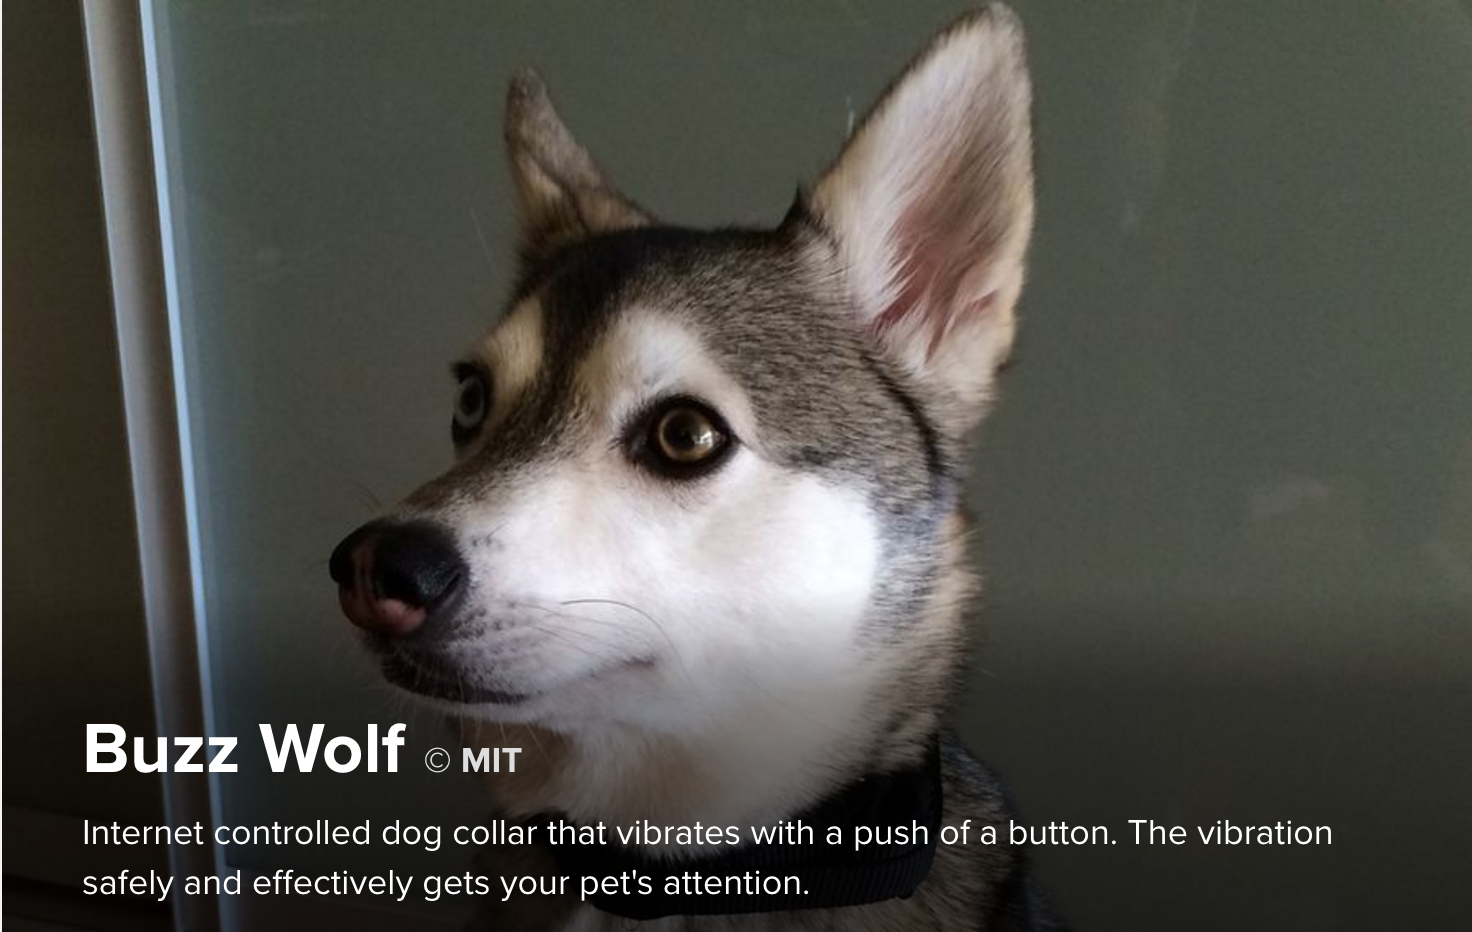 Buzz Wolf © MIT
Internet controlled dog collar that vibrates with a push of a button. The vibration
safely and effectively gets your pet's attention.